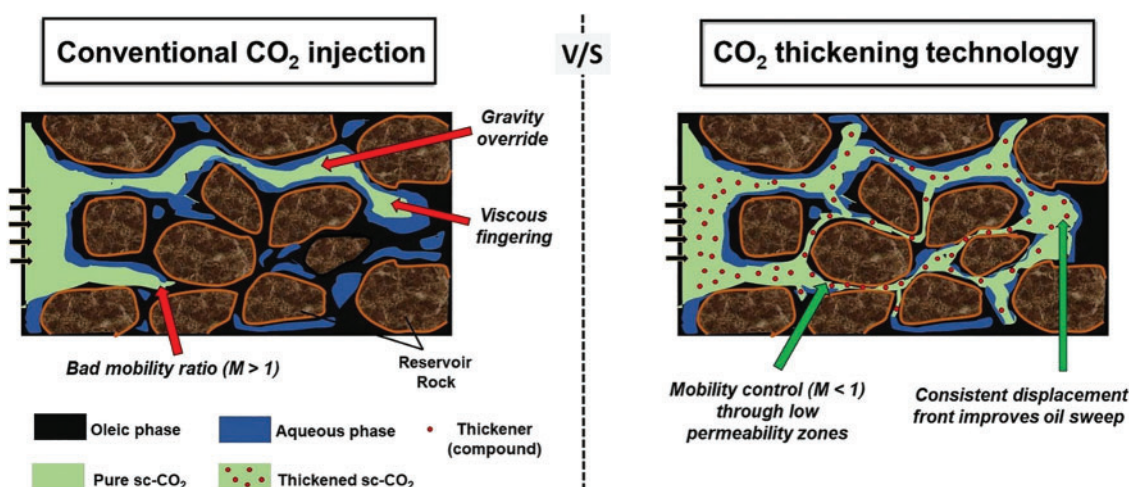 Conventional CO₂ injection
V/S
CO₂ thickening technology
Gravity
override
Viscous
fingering
Bad mobility ratio (M > 1)
Reservoir
Rock
Mobility control (M < 1)
through low
permeability zones
Consistent displacement
front improves oil sweep
Oleic phase
Aqueous phase
Thickener
(compound)
Pure sc-CO₂
Thickened sc-CO₂